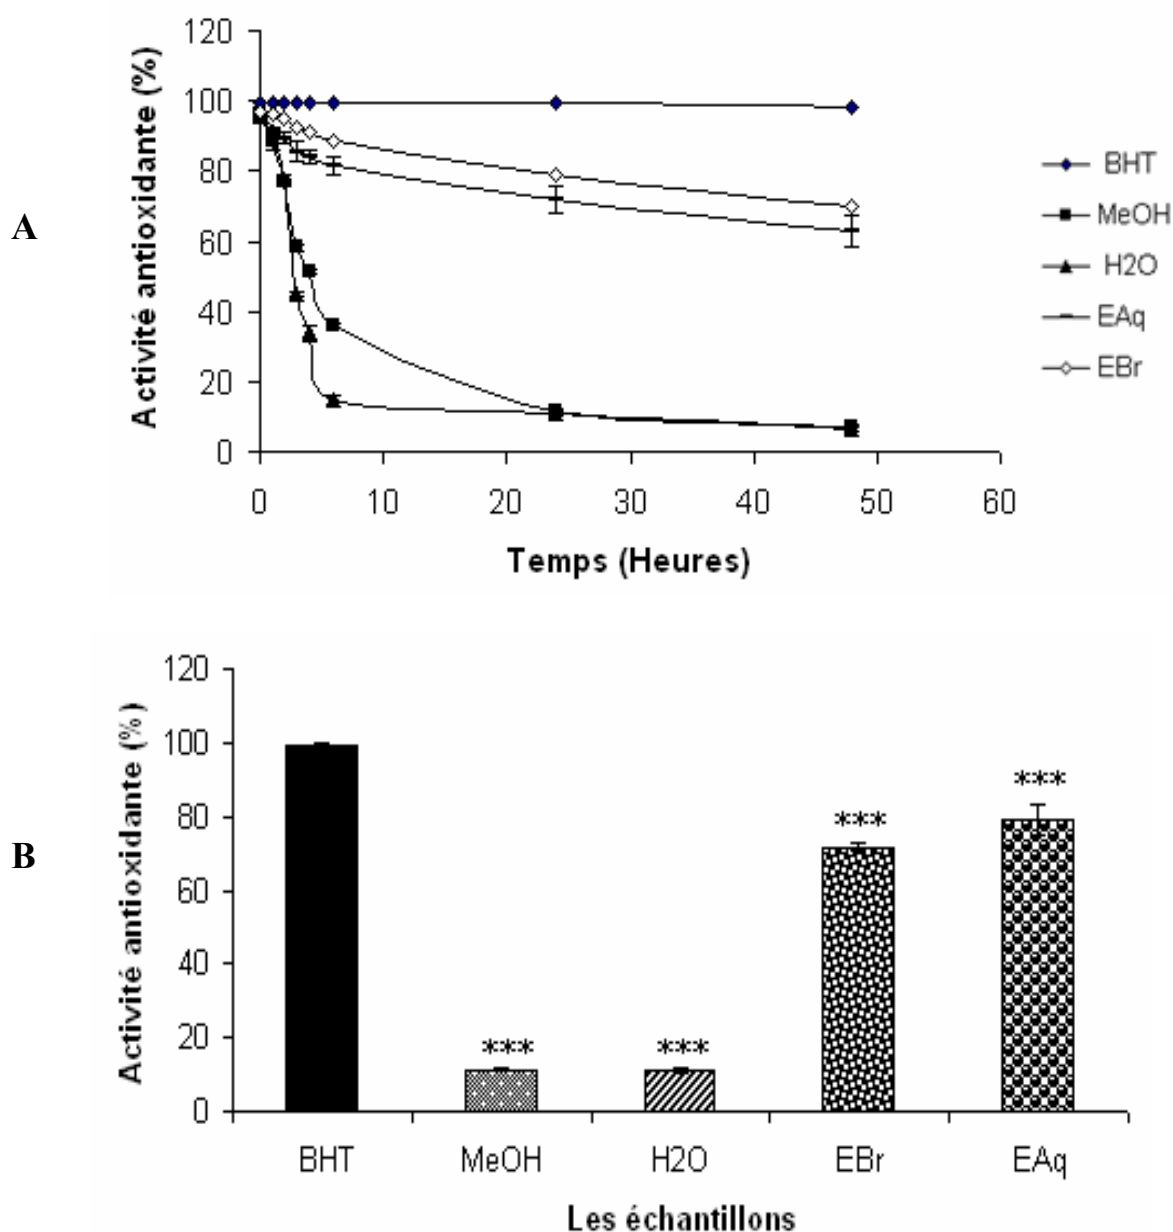 A
Activité antioxidante (%)
120
100
80
60
40
20
0
0 10 20 30 40 50 60
Temps (Heures)
BHT
MeOH
H2O
EAq
EBr
B
Activité antioxidante (%)
120
100
80
60
40
20
0
*** *** *** ***
BHT MeOH H2O EBr EAq
Les échantillons